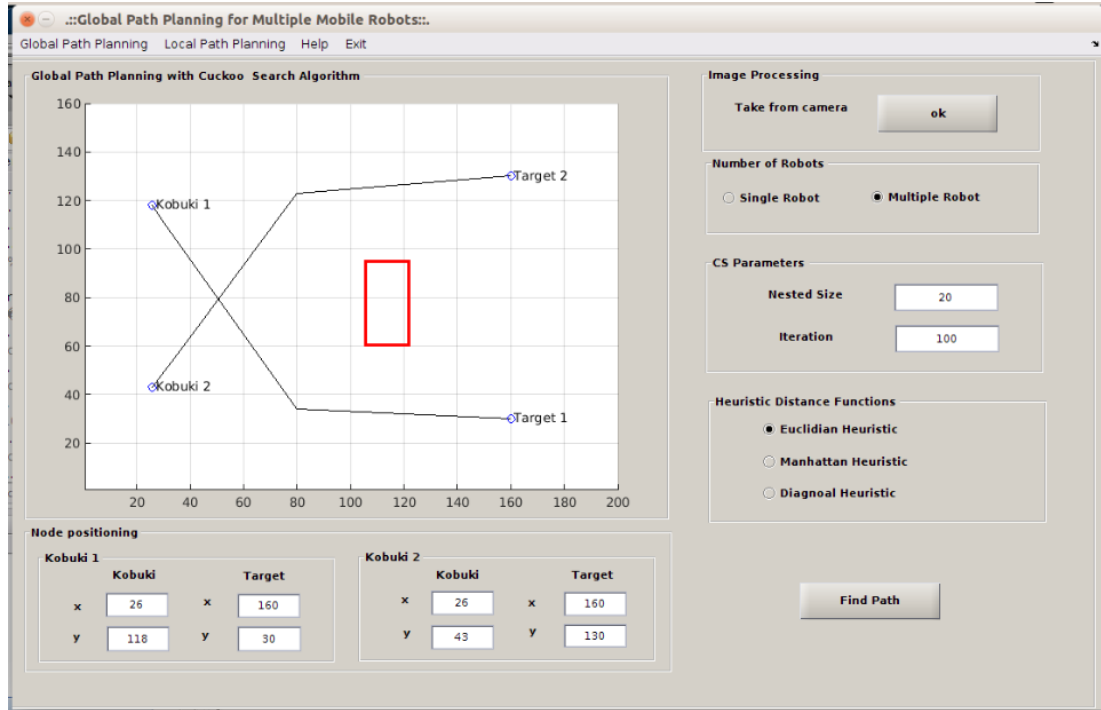 .::Global Path Planning for Multiple Mobile Robots::.
Global Path Planning Local Path Planning Help Exit
Global Path Planning with Cuckoo Search Algorithm
160
140
120
100
80
60
40
20
20 40 60 80 100 120 140 160 180 200
Kobuki 1
Target 2
Kobuki 2
Target 1
Image Processing
Take from camera
ok
Number of Robots
Single Robot
Multiple Robot
CS Parameters
Nested Size 20
Iteration 100
Heuristic Distance Functions
Euclidian Heuristic
Manhattan Heuristic
Diagnoal Heuristic
Node positioning
Kobuki 1
Kobuki Target
x 26 x 160
y 118 y 30
Kobuki 2
Kobuki Target
x 26 x 160
y 43 y 130
Find Path